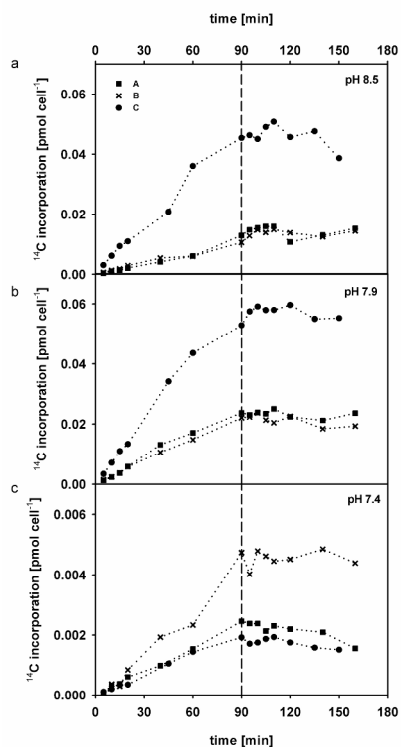 time [min]
0 30 60 90 120 150 180
a
pH 8.5
A
B
C
0.06
0.04
0.02
0.00
¹⁴C incorporation [pmol cell⁻¹]
b
pH 7.9
0.06
0.04
0.02
0.00
¹⁴C incorporation [pmol cell⁻¹]
c
pH 7.4
0.006
0.004
0.002
0.000
¹⁴C incorporation [pmol cell⁻¹]
0 30 60 90 120 150 180
time [min]